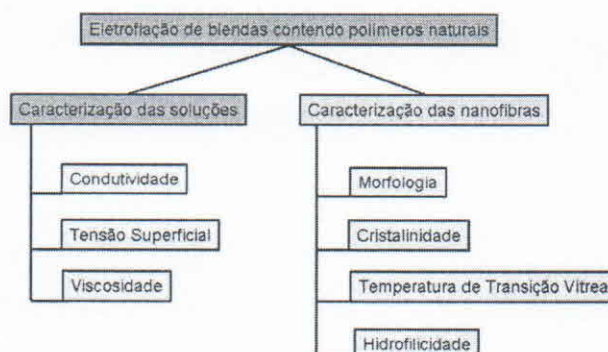 Eletrofiação de blendas contendo polímeros naturais
Caracterização das soluções
Caracterização das nanofibras
Condutividade
Tensão Superficial
Viscosidade
Morfologia
Cristalinidade
Temperatura de Transição Vítrea
Hidrofilicidade